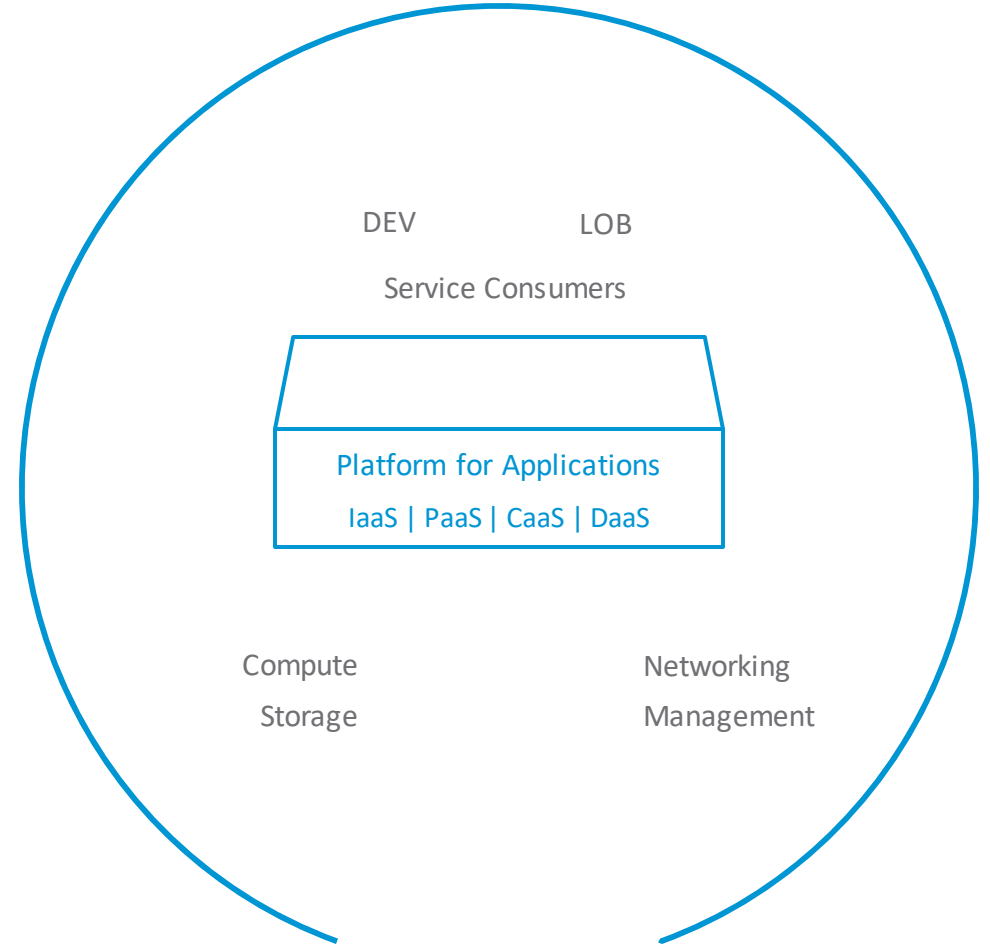 DEV LOB
Service Consumers
Platform for Applications
IaaS | PaaS | CaaS | DaaS
Compute Networking
Storage Management